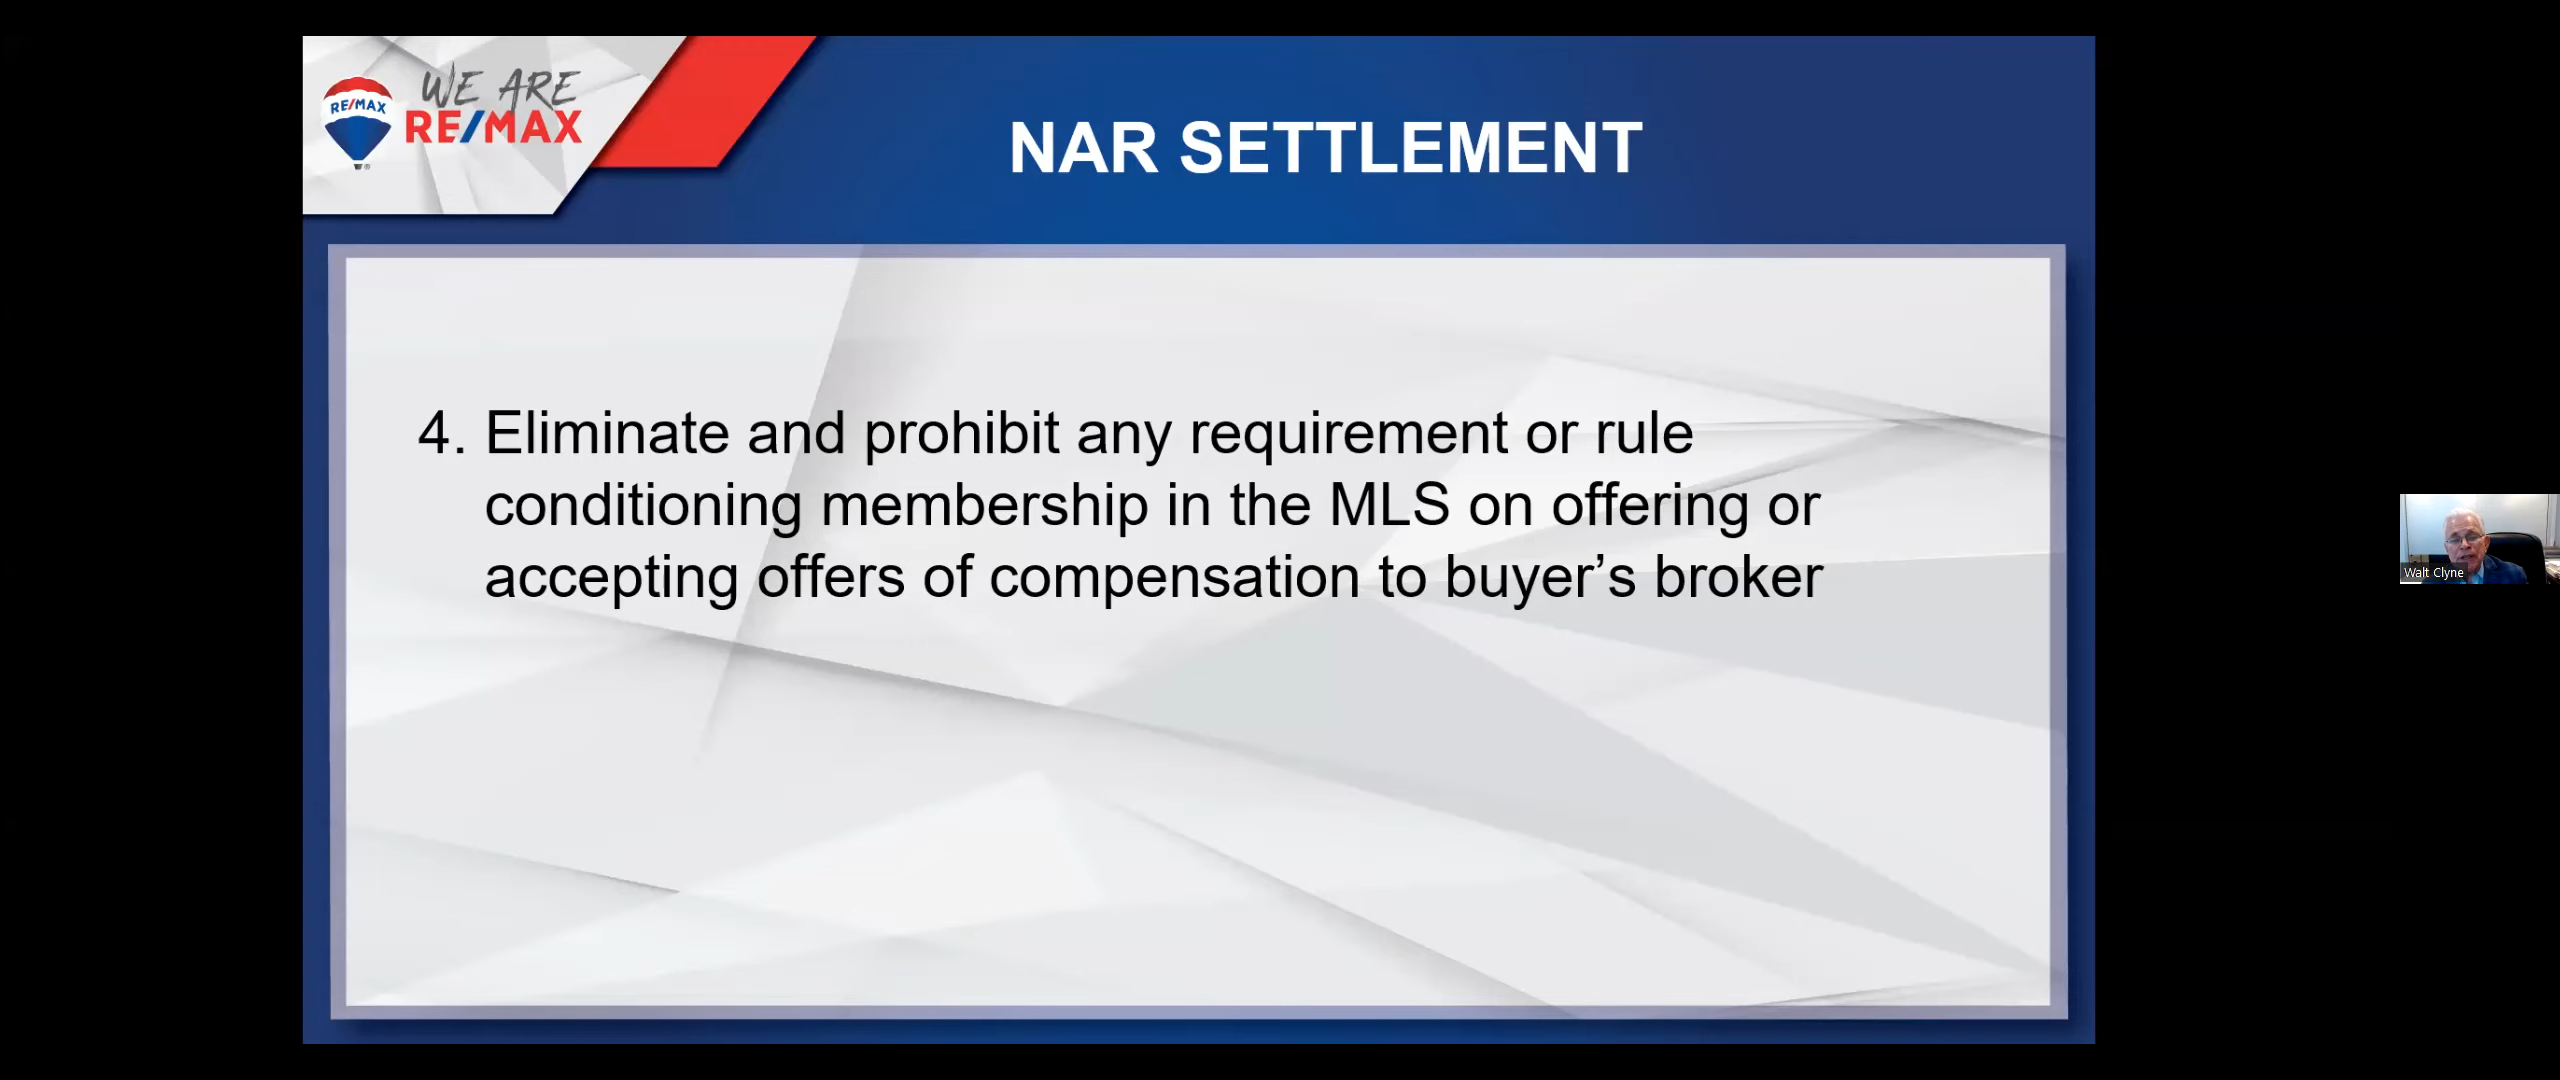 WE ARE
RE/MAX
RE/MAX
NAR SETTLEMENT
4. Eliminate and prohibit any requirement or rule
conditioning membership in the MLS on offering or
accepting offers of compensation to buyer’s broker
Walt Clyne